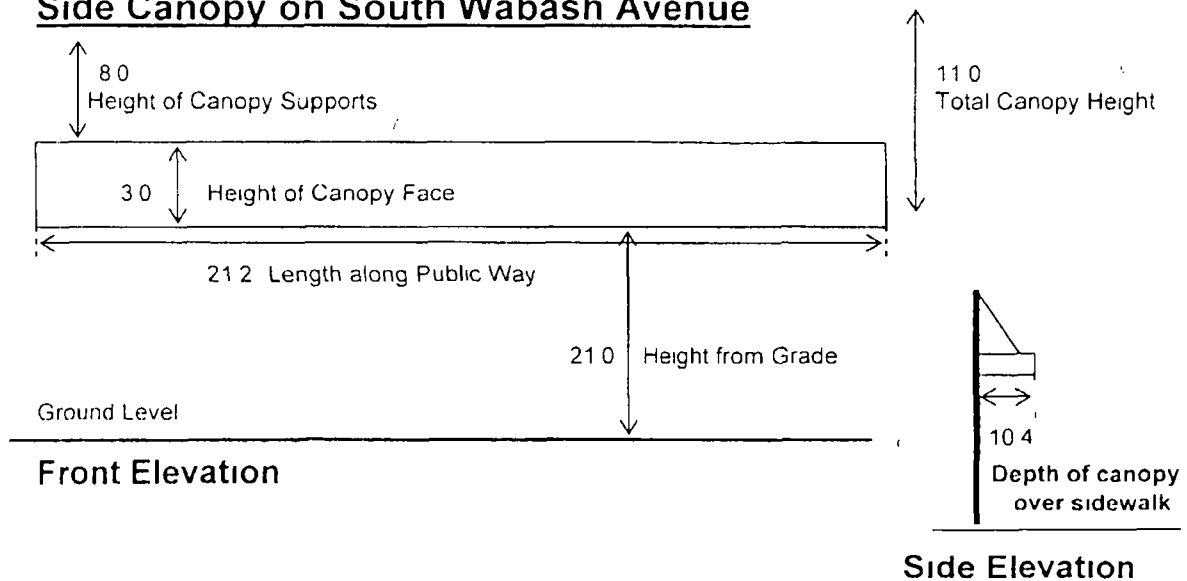 Side Canopy on South Wabash Avenue
8 0
Height of Canopy Supports
11 0
Total Canopy Height
3 0 Height of Canopy Face
21 2 Length along Public Way
21 0 Height from Grade
Ground Level
10 4
Depth of canopy
over sidewalk
Front Elevation
Side Elevation